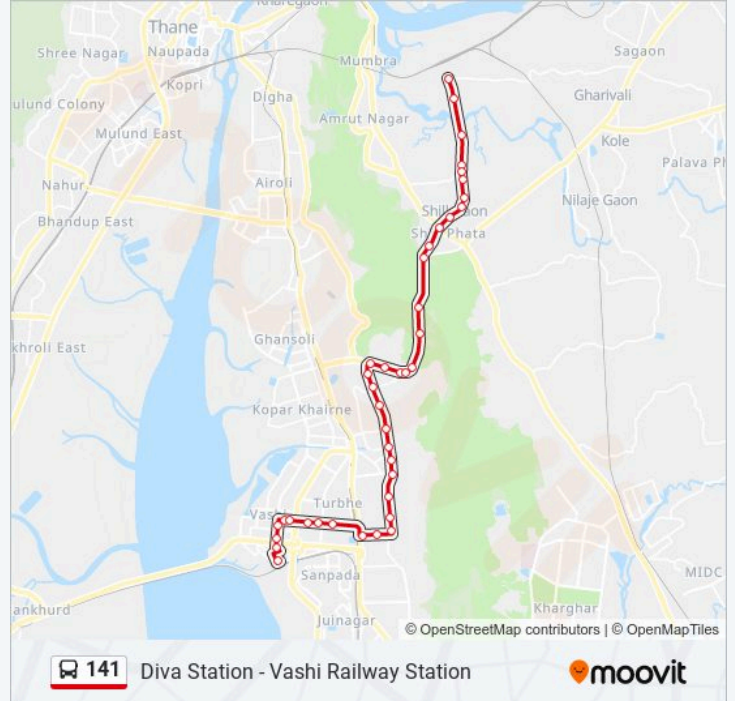 Kharegaon
Thane
Shree Nagar
Naupada
Mumbra
Sagaon
Kopri
Digha
Gharivali
ulund Colony
Amrut Nagar
Mulund East
Kole
Palava Ph
Nahur
Airoli
Nilaje Gaon
Bhandup East
Shil Phata
Ghansoli
khroli East
Kopar Khairne
Turbhe
Vashi
MIDC
Sanpada
ankhurd
Kharghar
Juinagar
© OpenStreetMap contributors | © OpenMapTiles
141 Diva Station - Vashi Railway Station
moovit